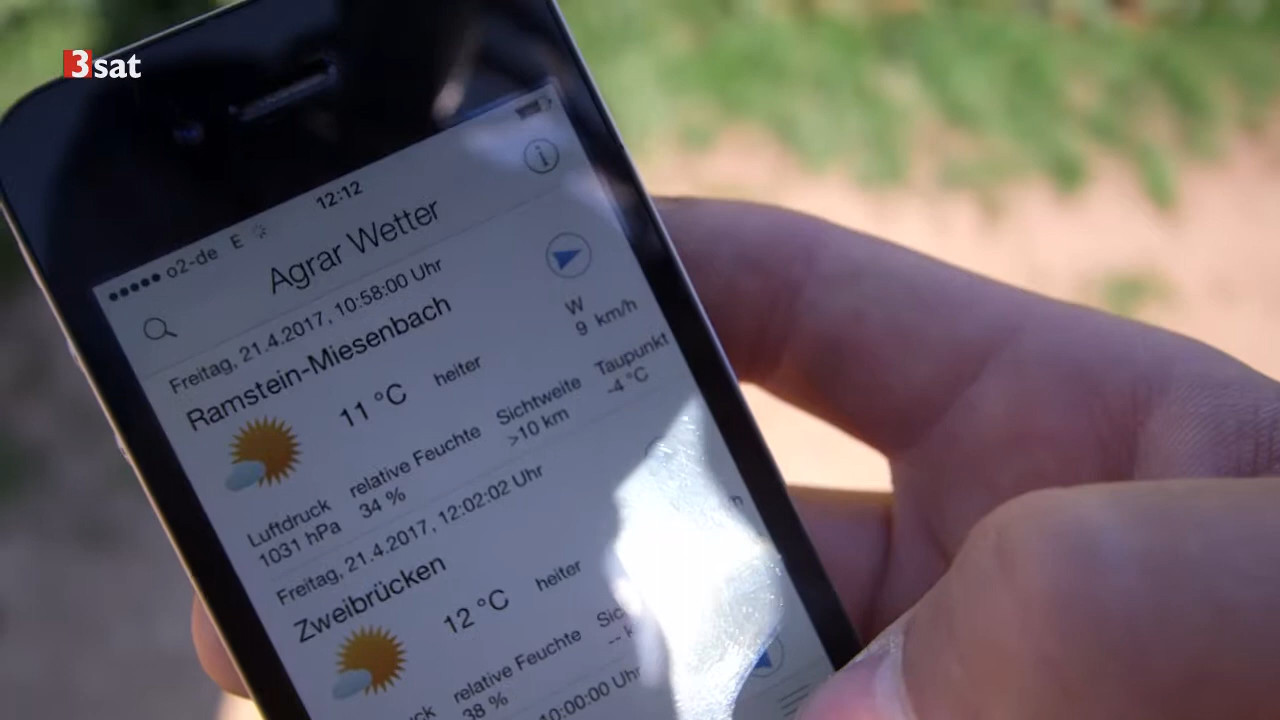 3sat
12:12
o2-de E
Agrar Wetter
Freitag, 21.4.2017, 10:58:00 Uhr
Ramstein-Miesenbach
11 °C heiter
W
9 km/h
Luftdruck relative Feuchte Sichtweite Taupunkt
1031 hPa 34 % >10 km -4 °C
Freitag, 21.4.2017, 12:02:02 Uhr
Zweibrücken
12 °C heiter
relative Feuchte
38 %
10:00:00 Uhr